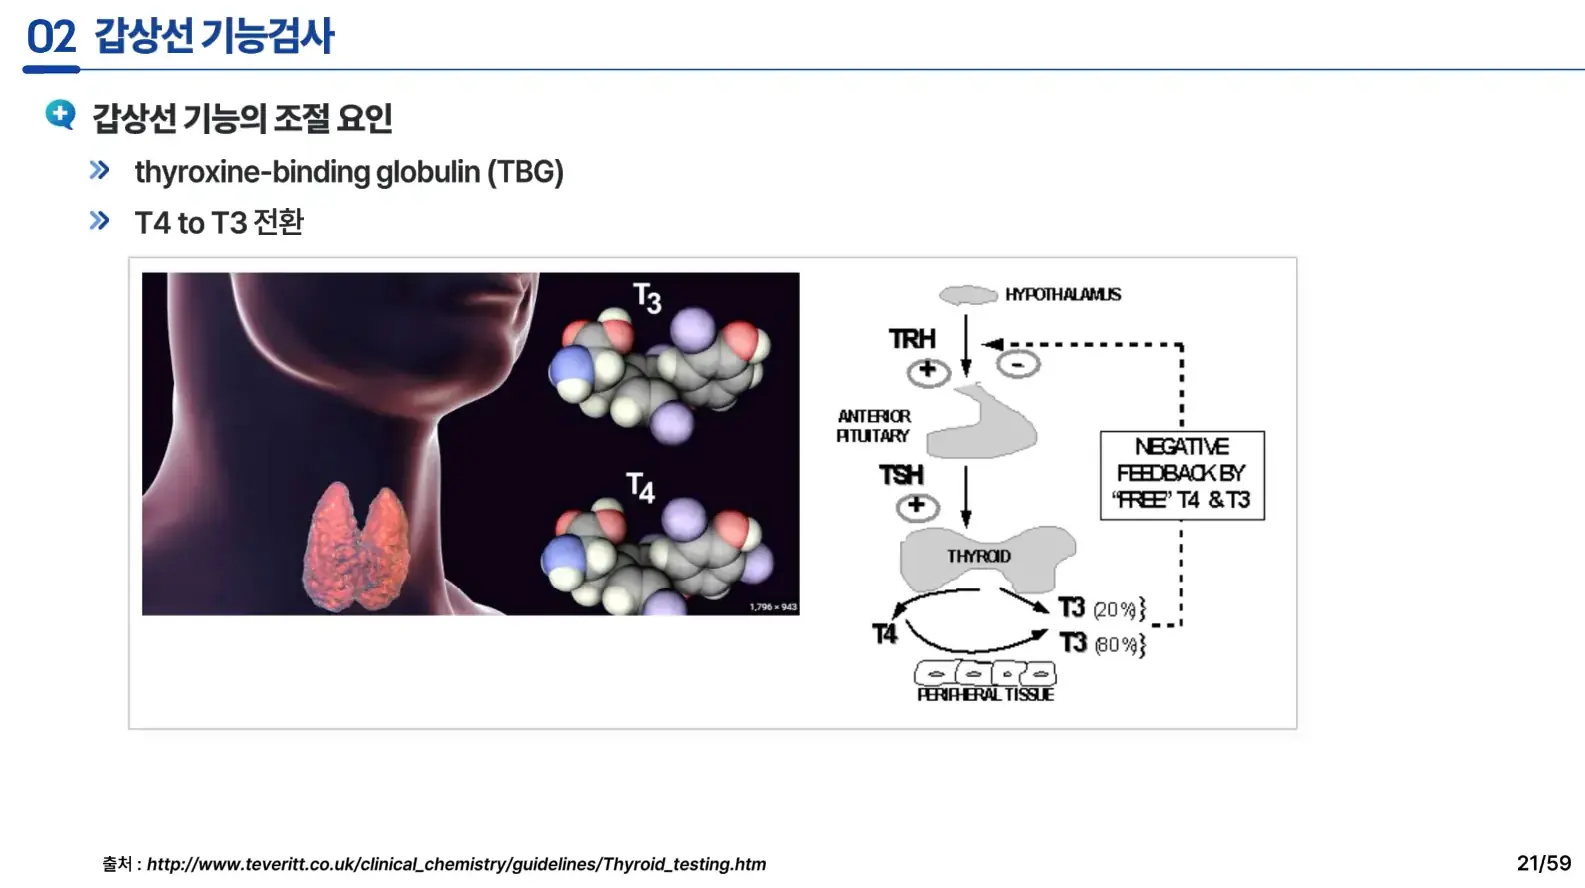 02 갑상선 기능검사
갑상선 기능의 조절 요인
thyroxine-binding globulin (TBG)
T4 to T3 전환
T3
T4
1,796 × 943
HYPOTHALAMUS
TRH
+
-
ANTERIOR
PITUITARY
TSH
+
NEGATIVE
FEEDBACK BY
“FREE” T4 & T3
THYROID
T3 (20%}
T4
T3 (80%}
PERIPHERAL TISSUE
출처 : http://www.teveritt.co.uk/clinical_chemistry/guidelines/Thyroid_testing.htm
21/59